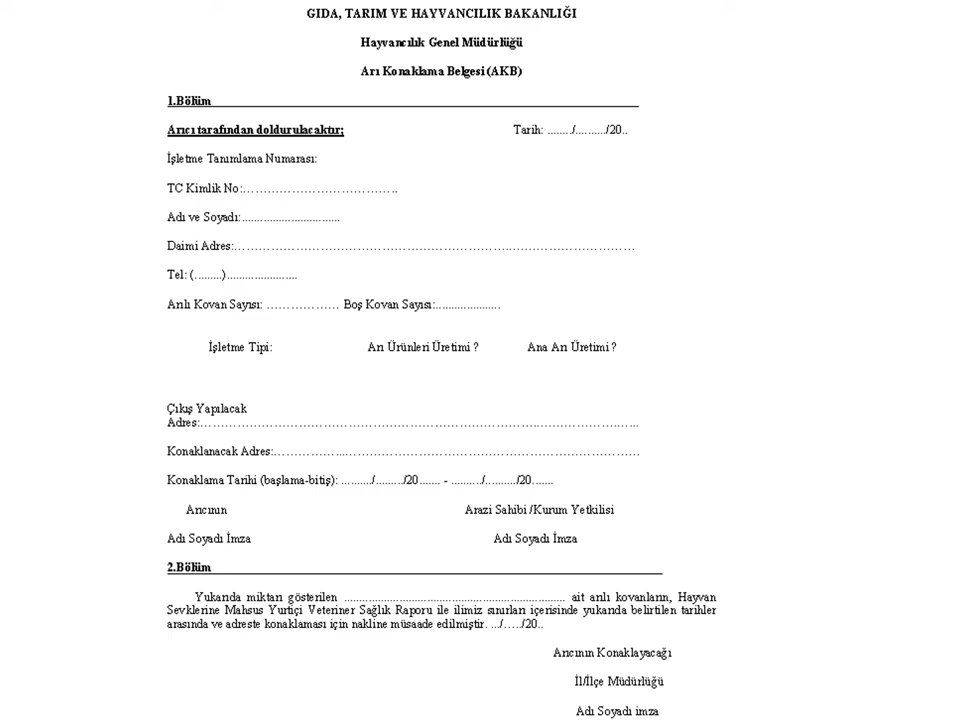 GIDA, TARIM VE HAYVANCILIK BAKANLIĞI
Hayvancılık Genel Müdürlüğü
Arı Konaklama Belgesi (AKB)
1.Bölüm
Arıcı tarafından doldurulacaktır; Tarih: ......../........../20..
İşletme Tanımlama Numarası:
TC Kimlik No:………………………………..
Adı ve Soyadı:................................
Daimi Adres:……………………………………………………………..…………………………
Tel: (.........).......................
Arılı Kovan Sayısı: ……………… Boş Kovan Sayısı:.....................
İşletme Tipi: Arı Ürünleri Üretimi ? Ana Arı Üretimi ?
Çıkış Yapılacak
Adres:…………………………………………………………………………………………......
Konaklanacak Adres:……………...………………………………………………………………
Konaklama Tarihi (başlama-bitiş): ........../........./20....... - ........../.........../20.......
Arıcının Arazi Sahibi /Kurum Yetkilisi
Adı Soyadı İmza Adı Soyadı İmza
2.Bölüm
Yukarıda miktarı gösterilen ........................................................................ ait arılı kovanların, Hayvan
Sevklerine Mahsus Yurtiçi Veteriner Sağlık Raporu ile ilimiz sınırları içerisinde yukarıda belirtilen tarihler
arasında ve adreste konaklaması için nakline müsaade edilmiştir. .../…../20..
Arıcının Konaklayacağı
İl/İlçe Müdürlüğü
Adı Soyadı imza